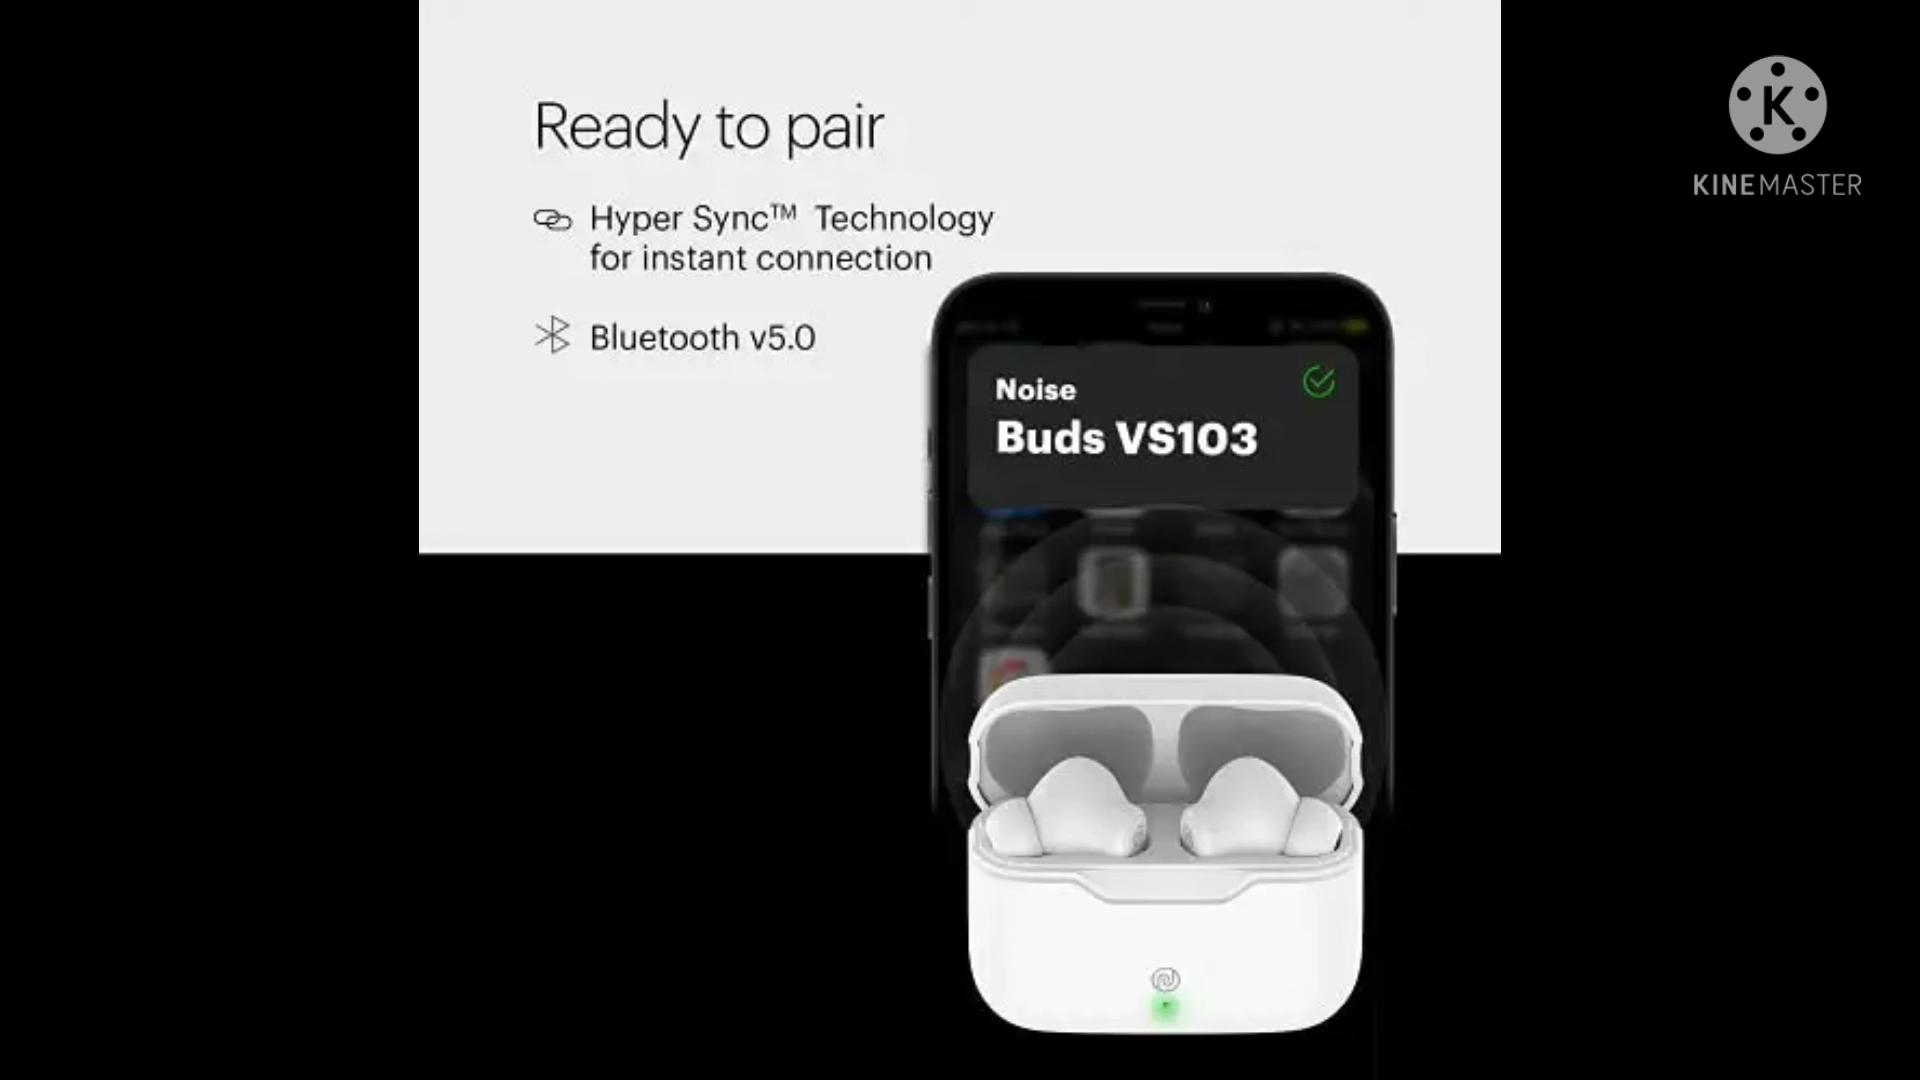 Ready to pair
Hyper Sync™ Technology
for instant connection
Bluetooth v5.0
Noise
Buds VS103
K
KINEMASTER